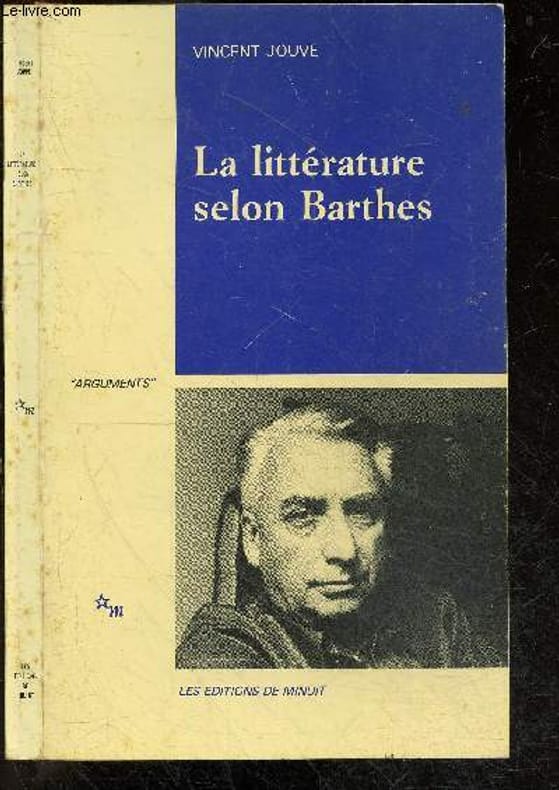 Le-livre.com
VINCENT JOUVE
La littérature
selon Barthes
"ARGUMENTS"
m
LES EDITIONS DE MINUIT